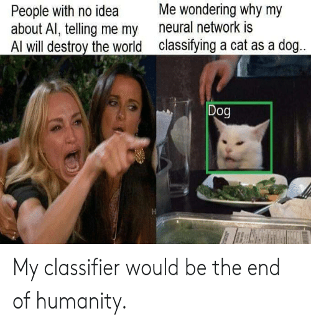 People with no idea
about AI, telling me my
AI will destroy the world
Me wondering why my
neural network is
classifying a cat as a dog..
Dog
My classifier would be the end
of humanity.